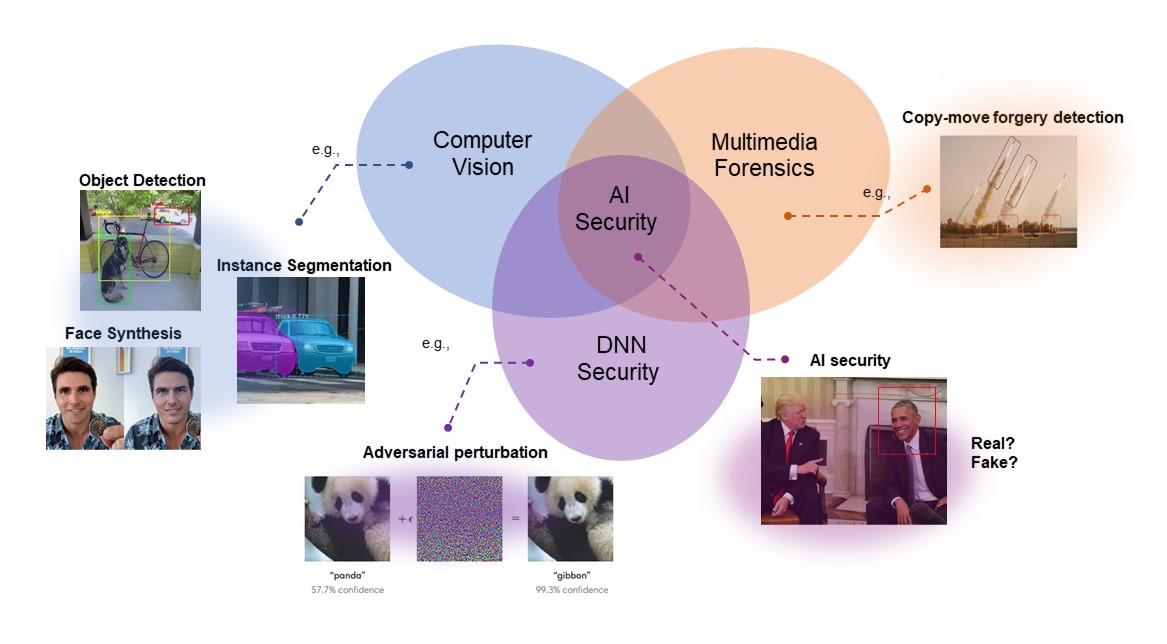 Computer
Vision
Multimedia
Forensics
AI
Security
DNN
Security
e.g.,
Object Detection
Instance Segmentation
truck 0.779
Face Synthesis
e.g.,
Copy-move forgery detection
e.g.,
Adversarial perturbation
+ ϵ
=
“panda”
57.7% confidence
“gibbon”
99.3% confidence
AI security
Real?
Fake?